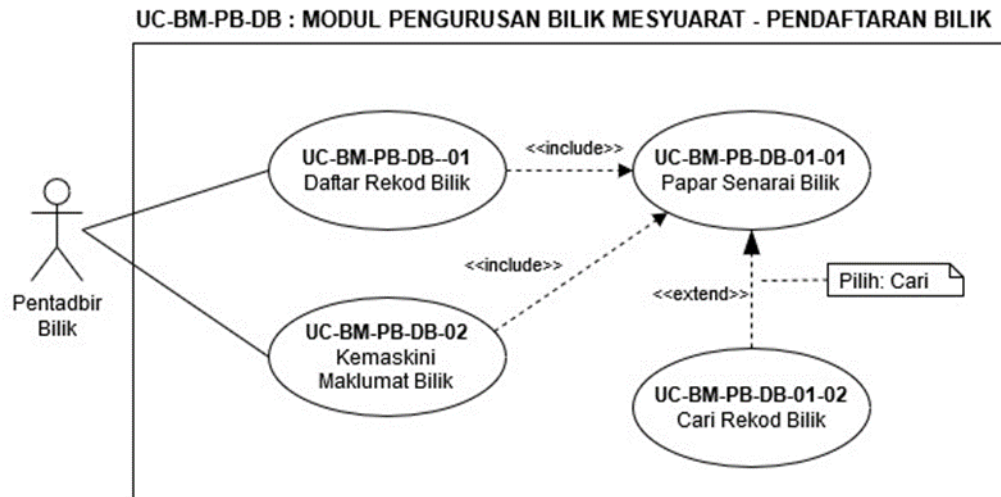 UC-BM-PB-DB : MODUL PENGURUSAN BILIK MESYUARAT - PENDAFTARAN BILIK
UC-BM-PB-DB--01
Daftar Rekod Bilik
<<include>>
UC-BM-PB-DB-01-01
Papar Senarai Bilik
Pentadbir
Bilik
<<include>>
UC-BM-PB-DB-02
Kemaskini
Maklumat Bilik
<<extend>>
Pilih: Cari
UC-BM-PB-DB-01-02
Cari Rekod Bilik